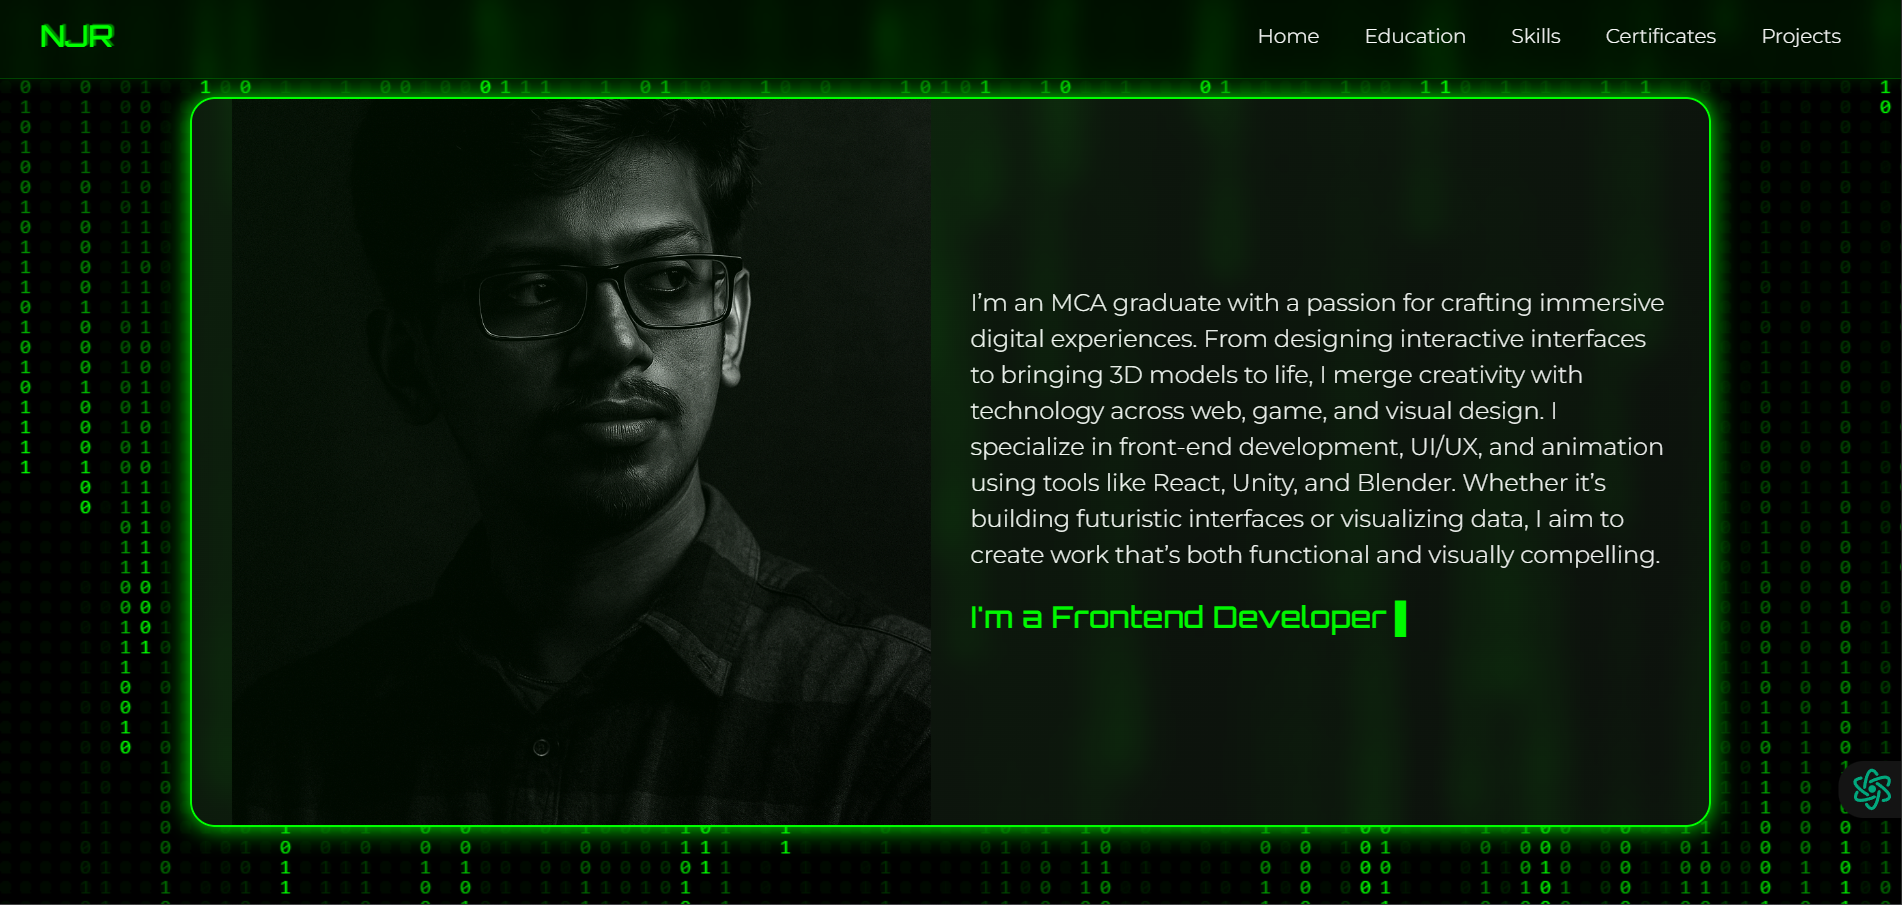 NJR
Home Education Skills Certificates Projects
I’m an MCA graduate with a passion for crafting immersive
digital experiences. From designing interactive interfaces
to bringing 3D models to life, I merge creativity with
technology across web, game, and visual design. I
specialize in front-end development, UI/UX, and animation
using tools like React, Unity, and Blender. Whether it’s
building futuristic interfaces or visualizing data, I aim to
create work that’s both functional and visually compelling.
I'm a Frontend Developer